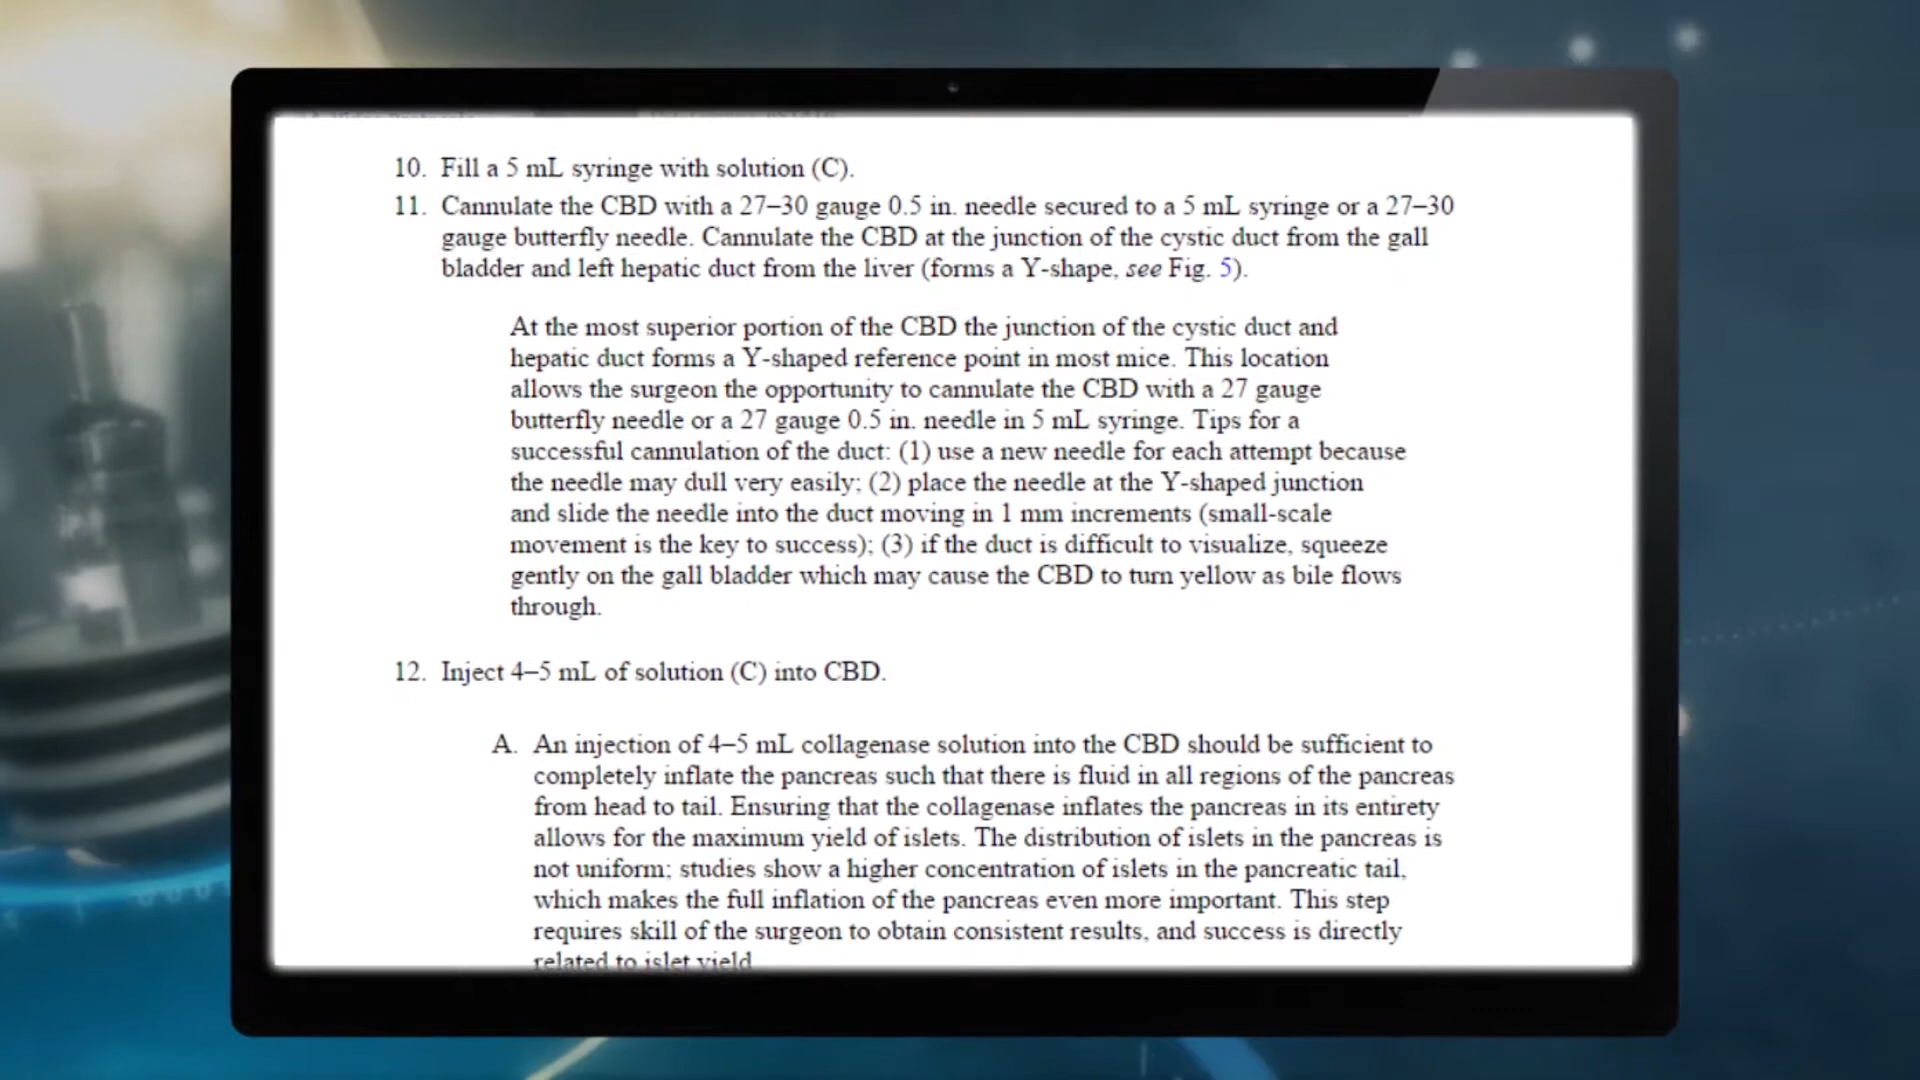 10. Fill a 5 mL syringe with solution (C).
11. Cannulate the CBD with a 27–30 gauge 0.5 in. needle secured to a 5 mL syringe or a 27–30
gauge butterfly needle. Cannulate the CBD at the junction of the cystic duct from the gall
bladder and left hepatic duct from the liver (forms a Y-shape, see Fig. 5).
At the most superior portion of the CBD the junction of the cystic duct and
hepatic duct forms a Y-shaped reference point in most mice. This location
allows the surgeon the opportunity to cannulate the CBD with a 27 gauge
butterfly needle or a 27 gauge 0.5 in. needle in 5 mL syringe. Tips for a
successful cannulation of the duct: (1) use a new needle for each attempt because
the needle may dull very easily; (2) place the needle at the Y-shaped junction
and slide the needle into the duct moving in 1 mm increments (small-scale
movement is the key to success); (3) if the duct is difficult to visualize, squeeze
gently on the gall bladder which may cause the CBD to turn yellow as bile flows
through.
12. Inject 4–5 mL of solution (C) into CBD.
A. An injection of 4–5 mL collagenase solution into the CBD should be sufficient to
completely inflate the pancreas such that there is fluid in all regions of the pancreas
from head to tail. Ensuring that the collagenase inflates the pancreas in its entirety
allows for the maximum yield of islets. The distribution of islets in the pancreas is
not uniform; studies show a higher concentration of islets in the pancreatic tail,
which makes the full inflation of the pancreas even more important. This step
requires skill of the surgeon to obtain consistent results, and success is directly
related to islet yield